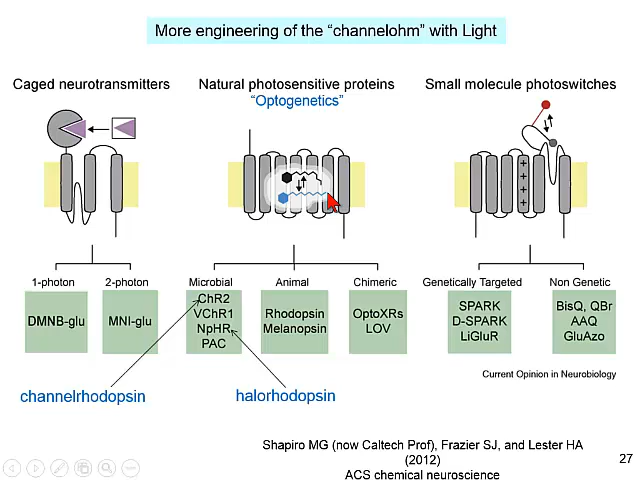 More engineering of the “channelohm” with Light
Caged neurotransmitters
Natural photosensitive proteins
“Optogenetics”
Small molecule photoswitches
+
+
+
+
1-photon
2-photon
Microbial
Animal
Chimeric
Genetically Targeted
Non Genetic
DMNB-glu
MNI-glu
ChR2
VChR1
NpHR
PAC
Rhodopsin
Melanopsin
OptoXRs
LOV
SPARK
D-SPARK
LiGluR
BisQ, QBr
AAQ
GluAzo
Current Opinion in Neurobiology
channelrhodopsin
halorhodopsin
Shapiro MG (now Caltech Prof), Frazier SJ, and Lester HA
(2012)
ACS chemical neuroscience
27